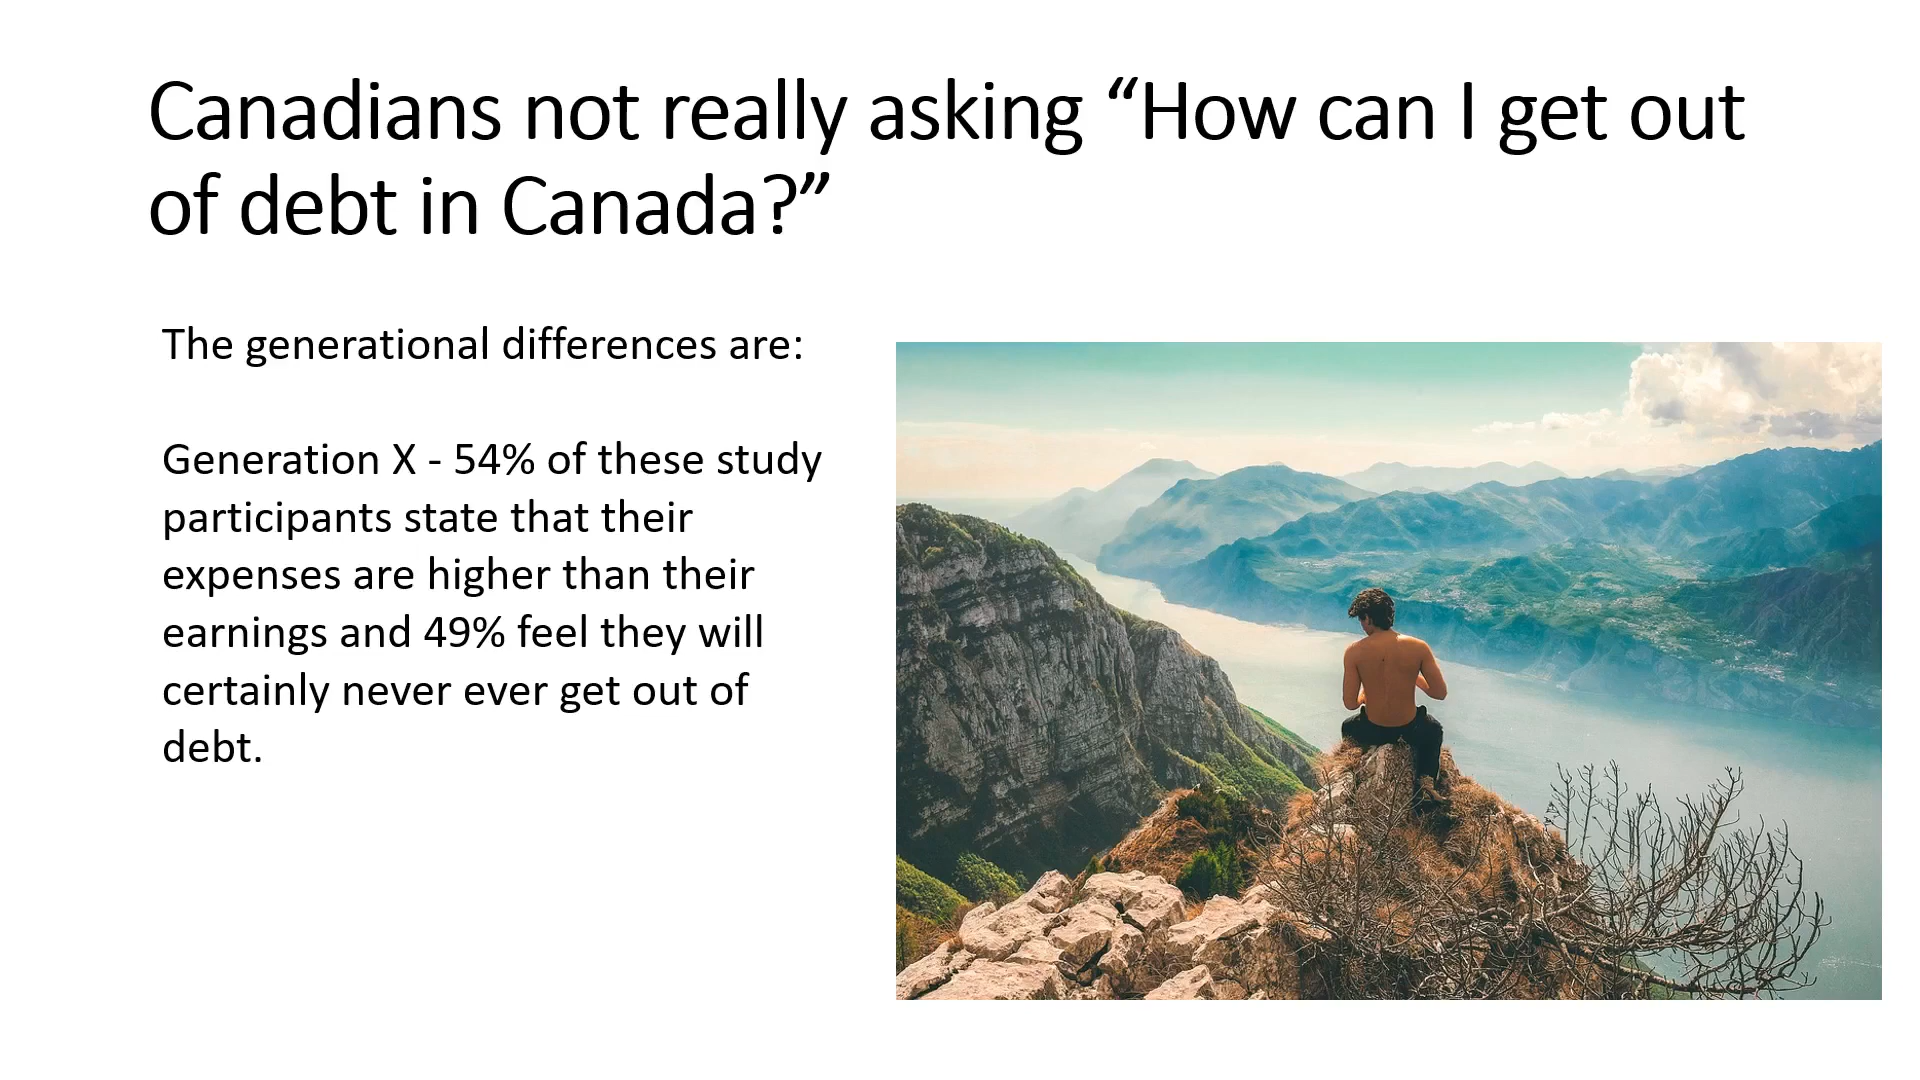 Canadians not really asking “How can I get out
of debt in Canada?”
The generational differences are:
Generation X - 54% of these study
participants state that their
expenses are higher than their
earnings and 49% feel they will
certainly never ever get out of
debt.